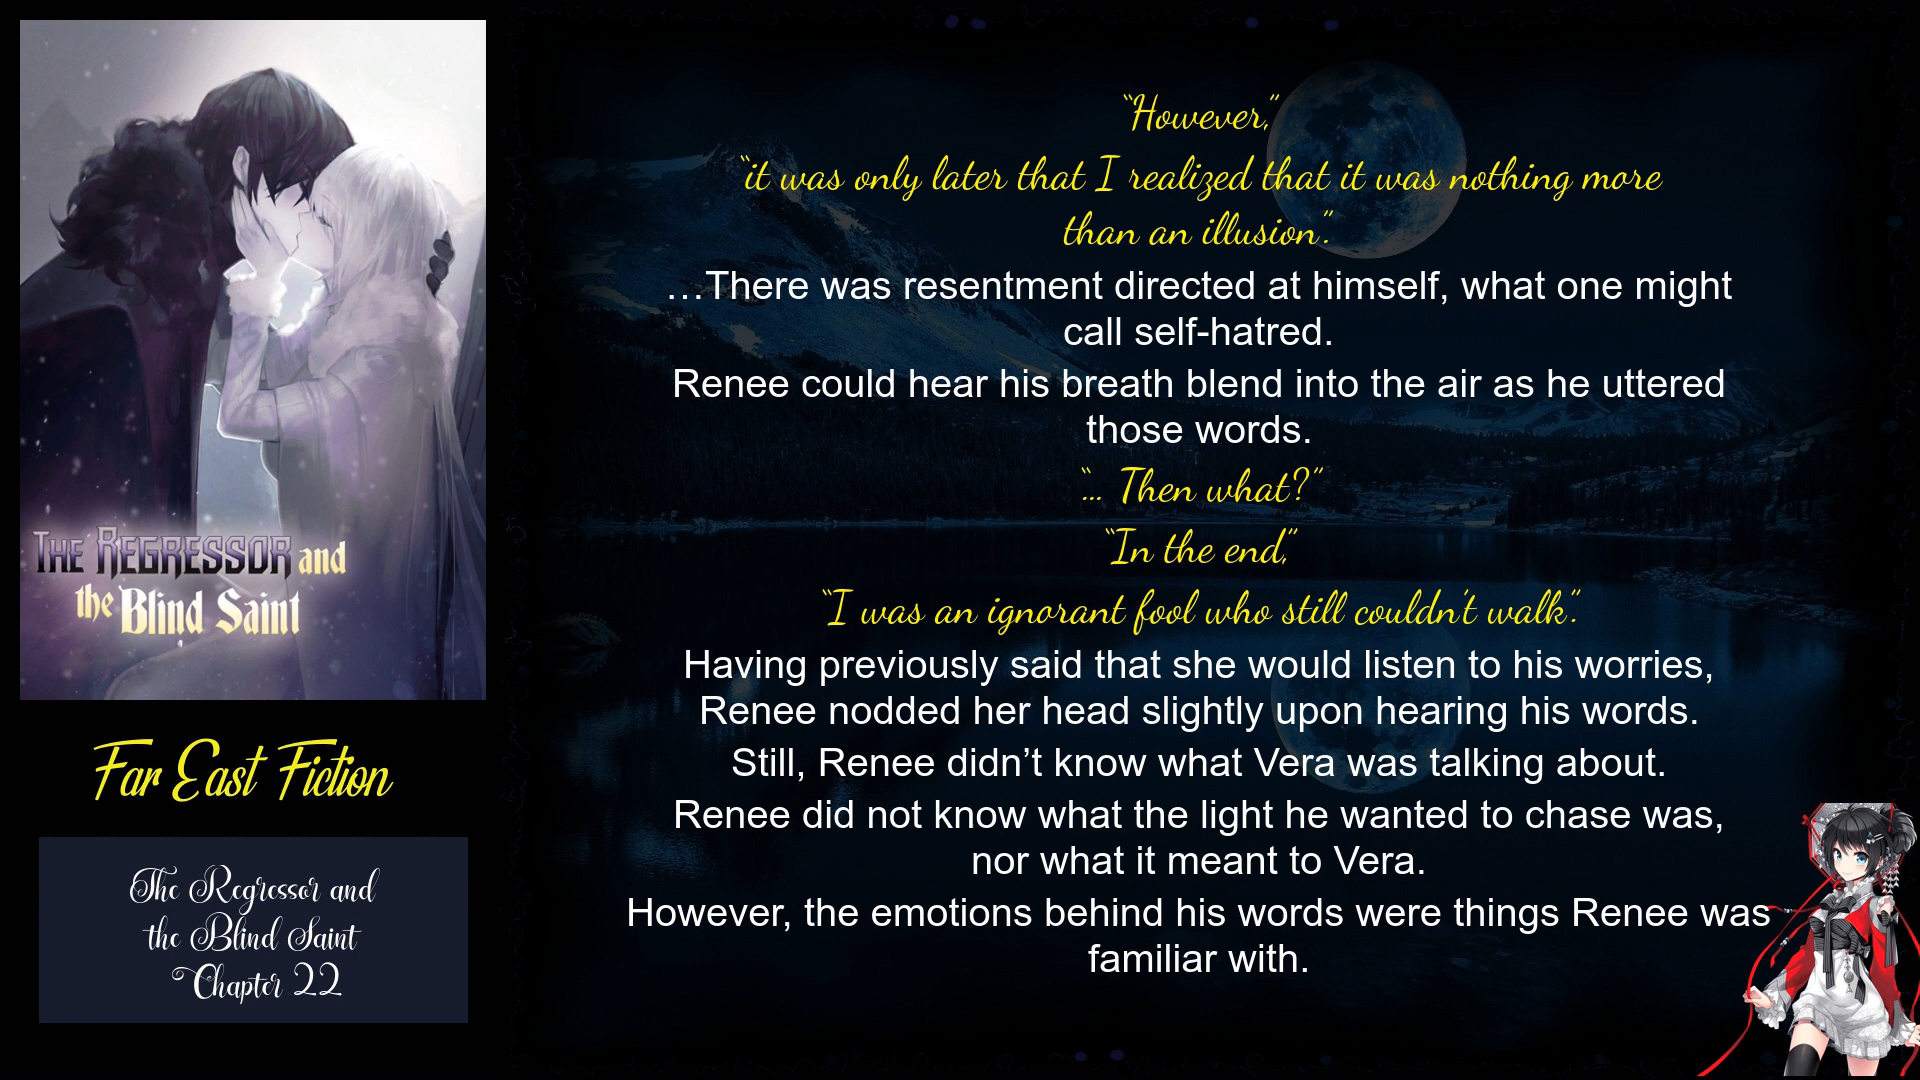 THE REGRESSOR and
the Blind Saint
Far East Fiction
The Regressor and
the Blind Saint
Chapter 22
“However,”
“it was only later that I realized that it was nothing more
than an illusion”.
…There was resentment directed at himself, what one might
call self-hatred.
Renee could hear his breath blend into the air as he uttered
those words.
“… Then what?”
“In the end,”
“I was an ignorant fool who still couldn’t walk”.
Having previously said that she would listen to his worries,
Renee nodded her head slightly upon hearing his words.
Still, Renee didn’t know what Vera was talking about.
Renee did not know what the light he wanted to chase was,
nor what it meant to Vera.
However, the emotions behind his words were things Renee was
familiar with.